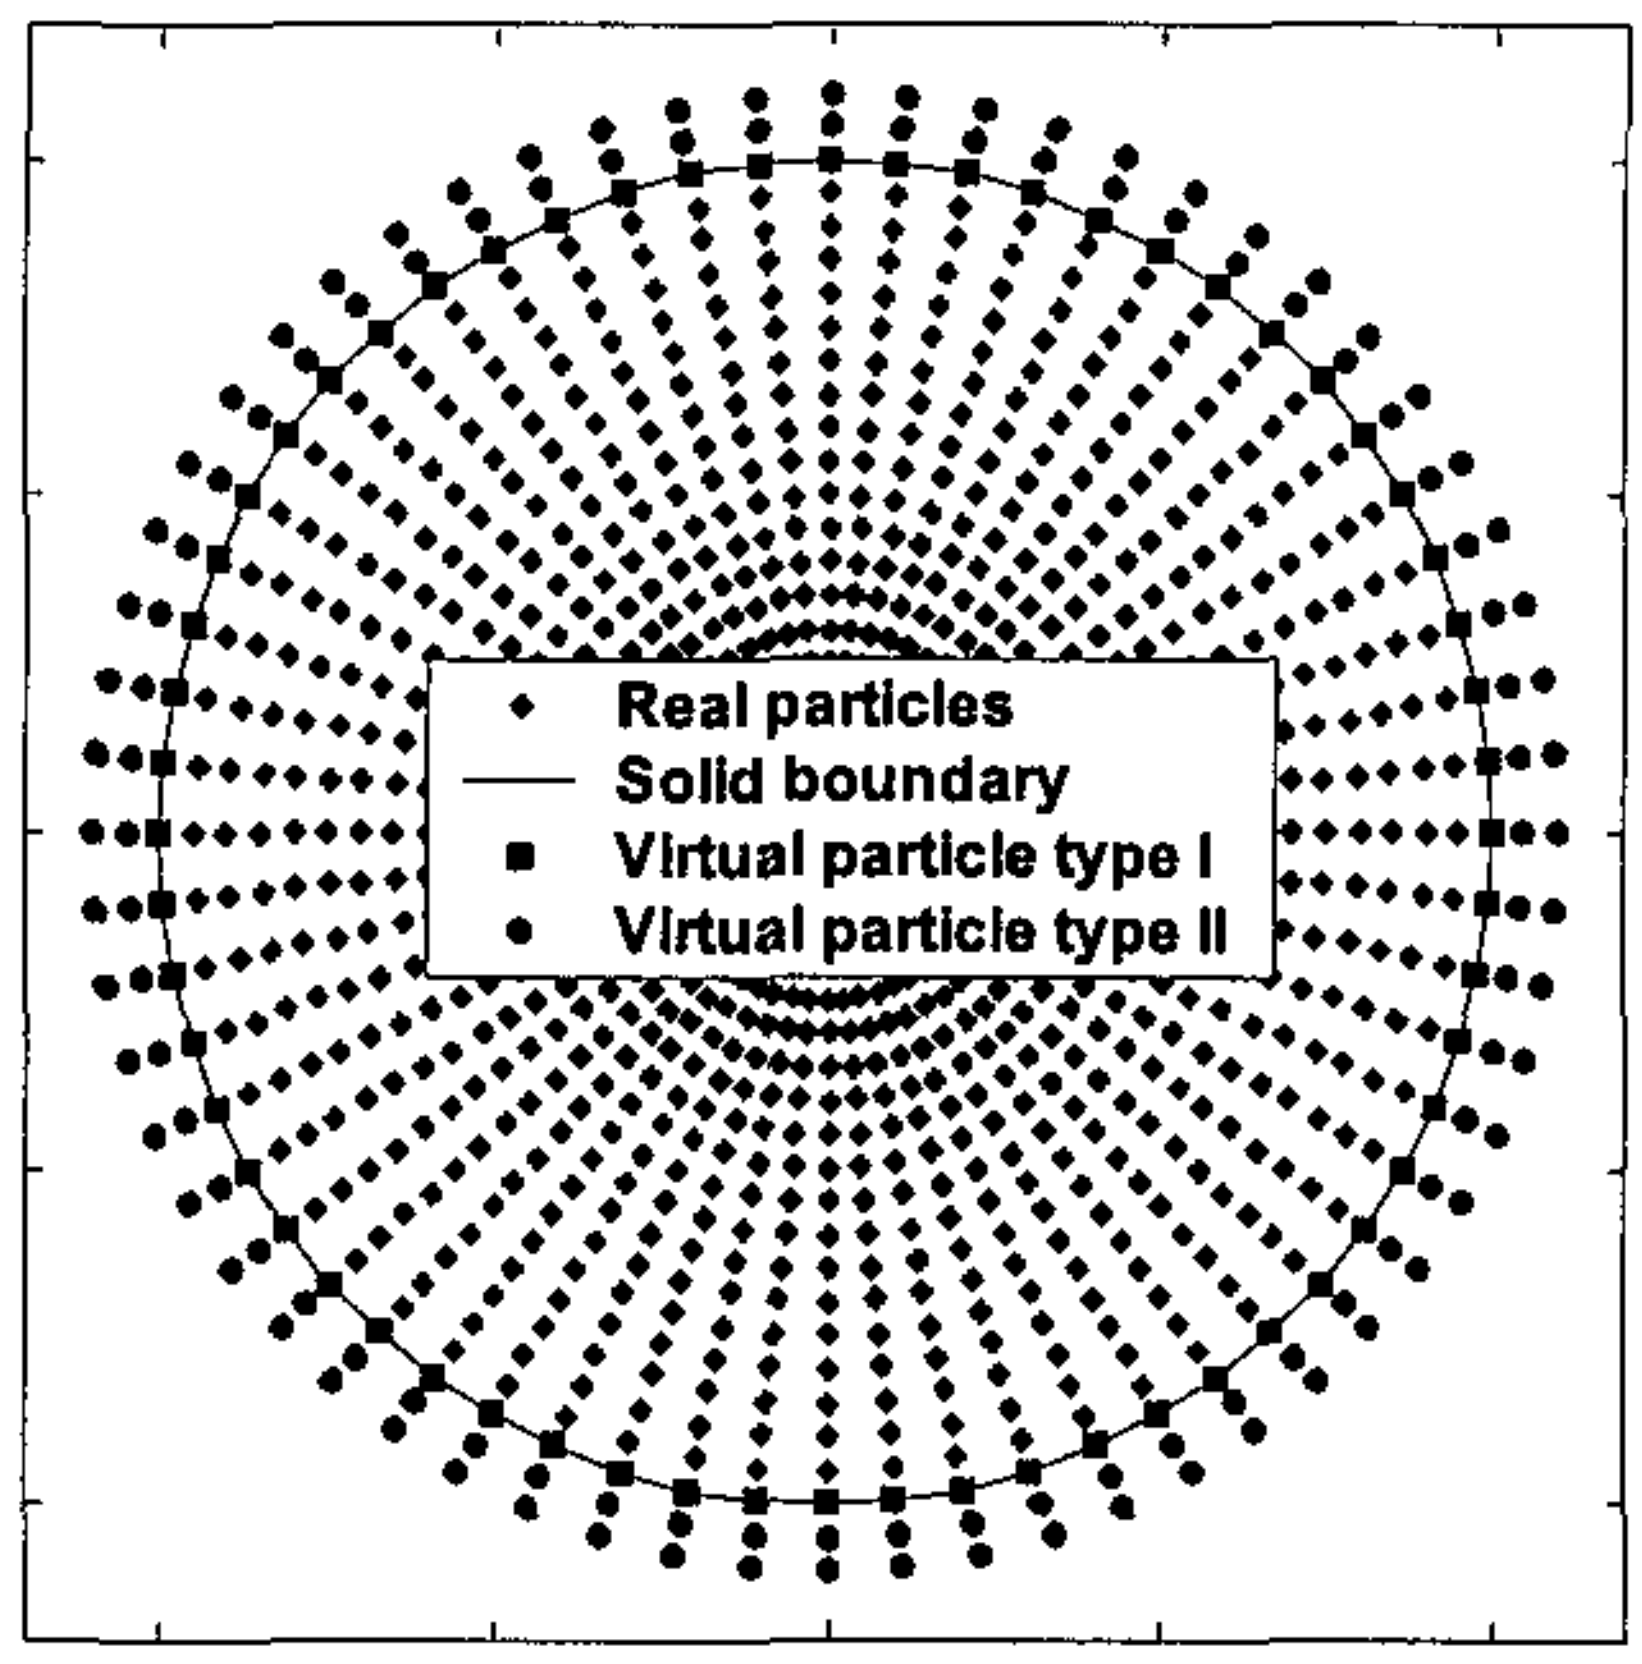 Real particles
Solid boundary
Virtual particle type I
Virtual particle type II